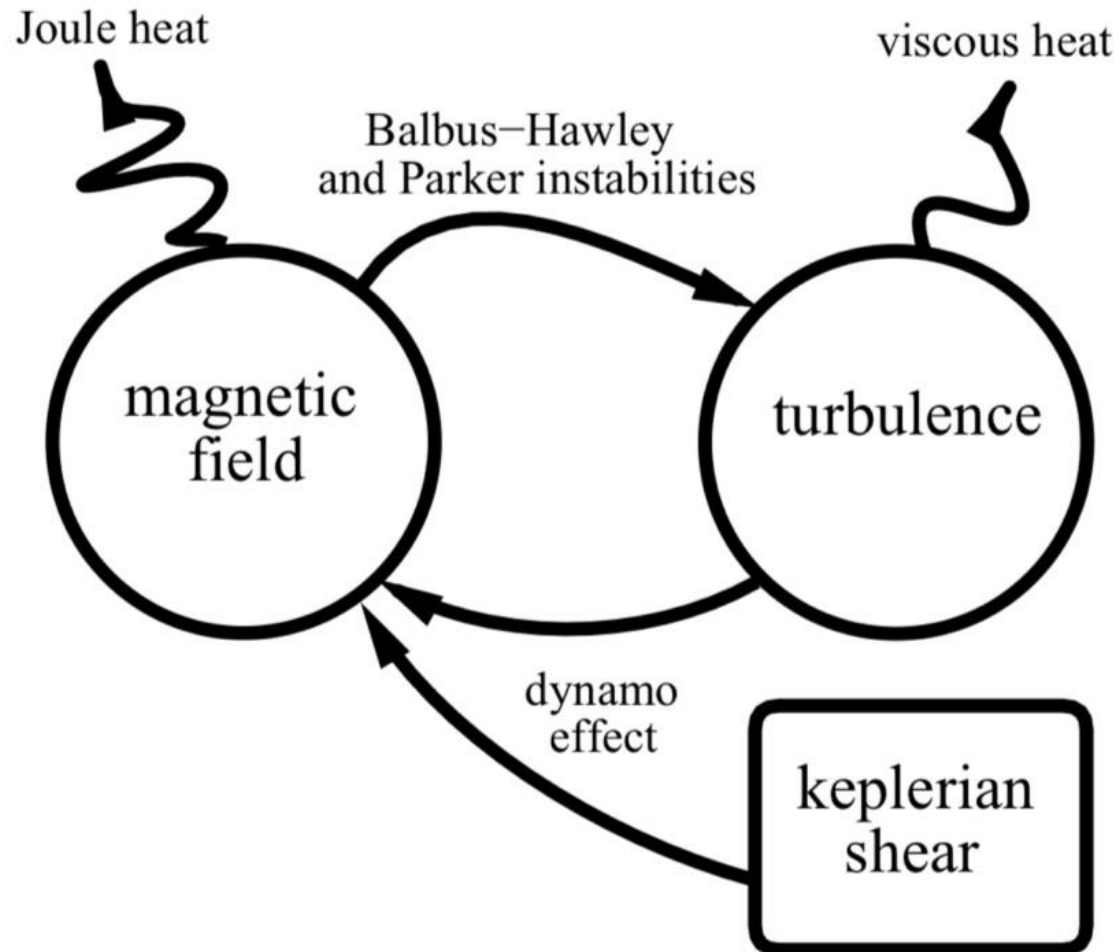 Joule heat
viscous heat
Balbus−Hawley
and Parker instabilities
magnetic
field
turbulence
dynamo
effect
keplerian
shear